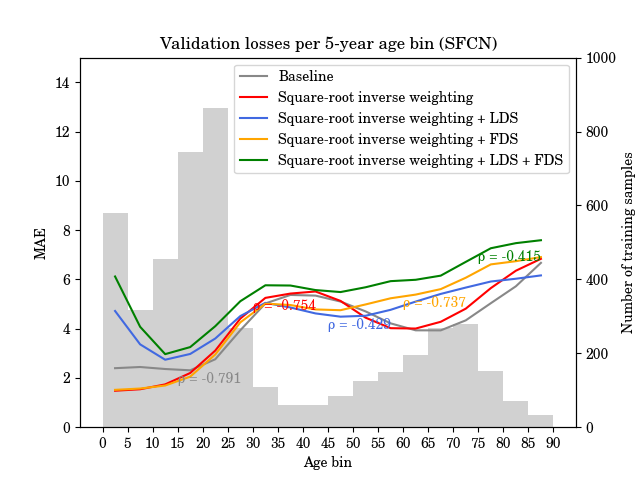 Validation losses per 5-year age bin (SFCN)
Baseline
Square-root inverse weighting
Square-root inverse weighting + LDS
Square-root inverse weighting + FDS
Square-root inverse weighting + LDS + FDS
14
12
10
8
6
4
2
0
MAE
1000
800
600
400
200
0
Number of training samples
ρ = -0.415
ρ = -0.754
ρ = -0.737
ρ = -0.420
ρ = -0.791
0 5 10 15 20 25 30 35 40 45 50 55 60 65 70 75 80 85 90
Age bin